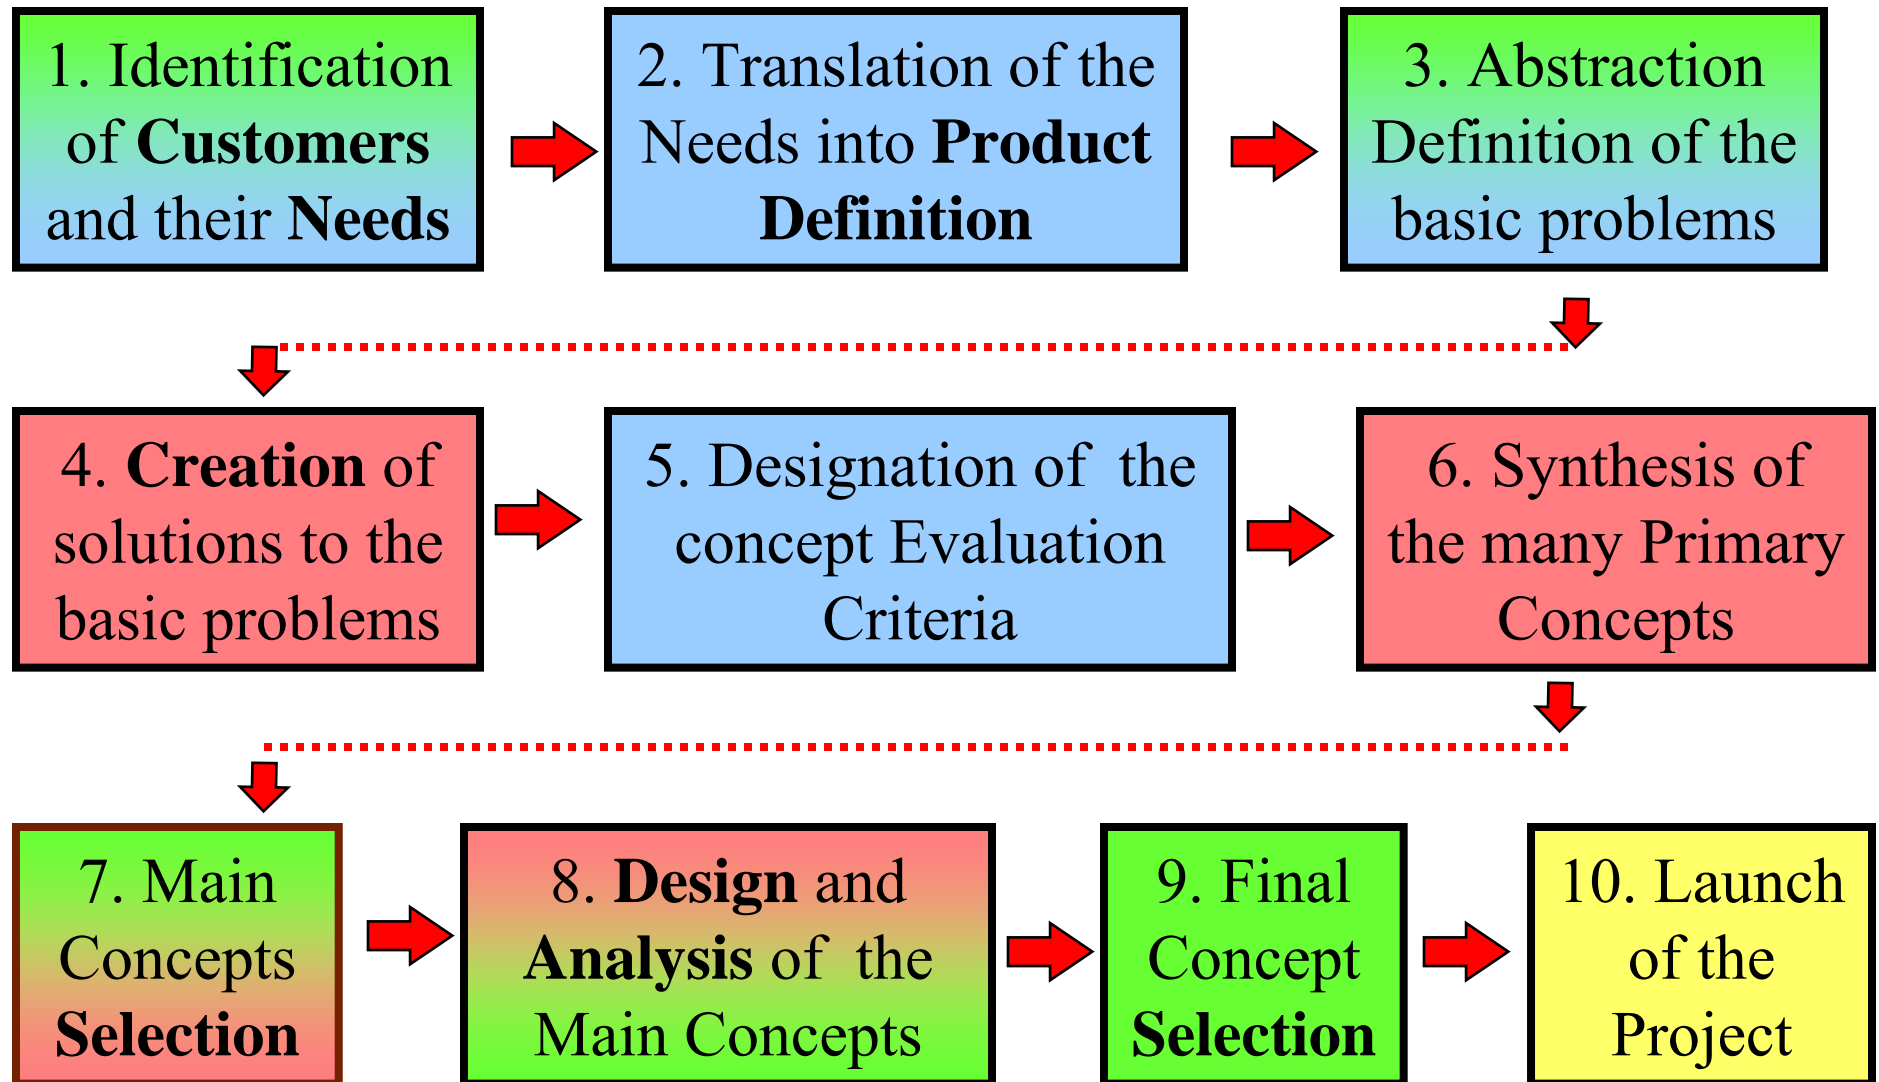 1. Identification
of Customers
and their Needs
2. Translation of the
Needs into Product
Definition
3. Abstraction
Definition of the
basic problems
4. Creation of
solutions to the
basic problems
5. Designation of the
concept Evaluation
Criteria
6. Synthesis of
the many Primary
Concepts
7. Main
Concepts
Selection
8. Design and
Analysis of the
Main Concepts
9. Final
Concept
Selection
10. Launch
of the
Project